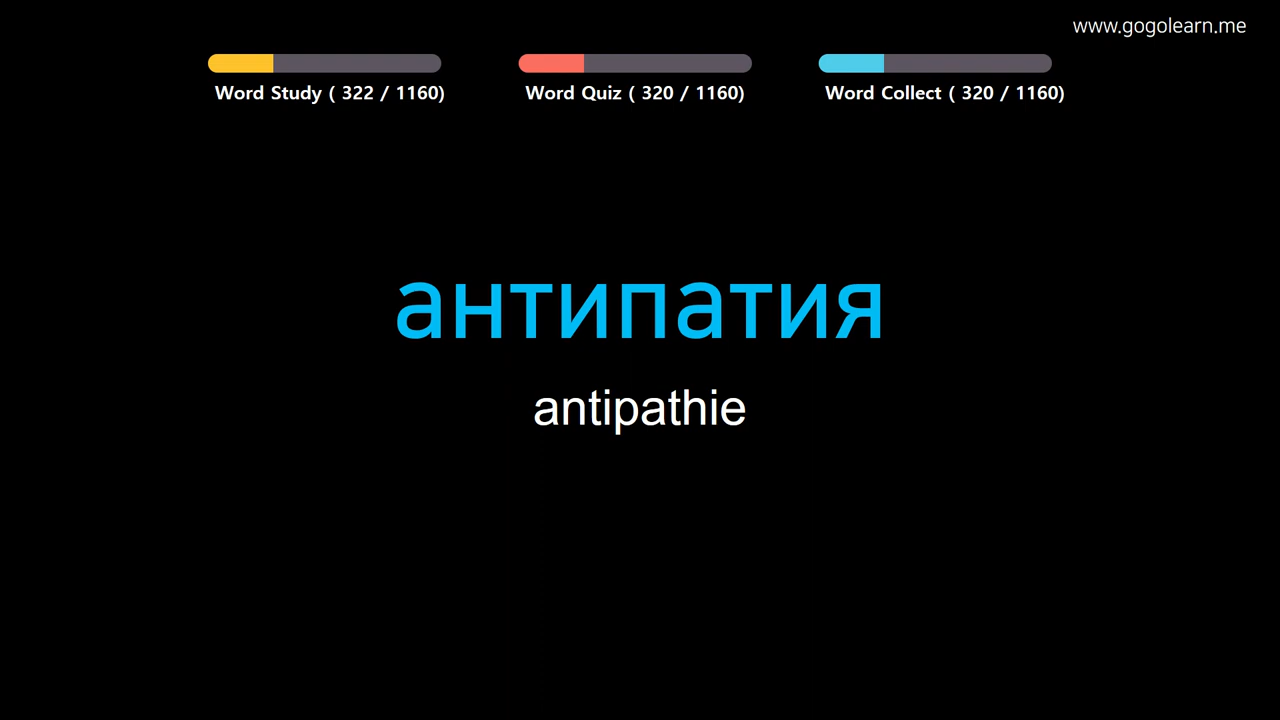 www.gogolearn.me
Word Study ( 322 / 1160)
Word Quiz ( 320 / 1160)
Word Collect ( 320 / 1160)
антипатия
antipathie